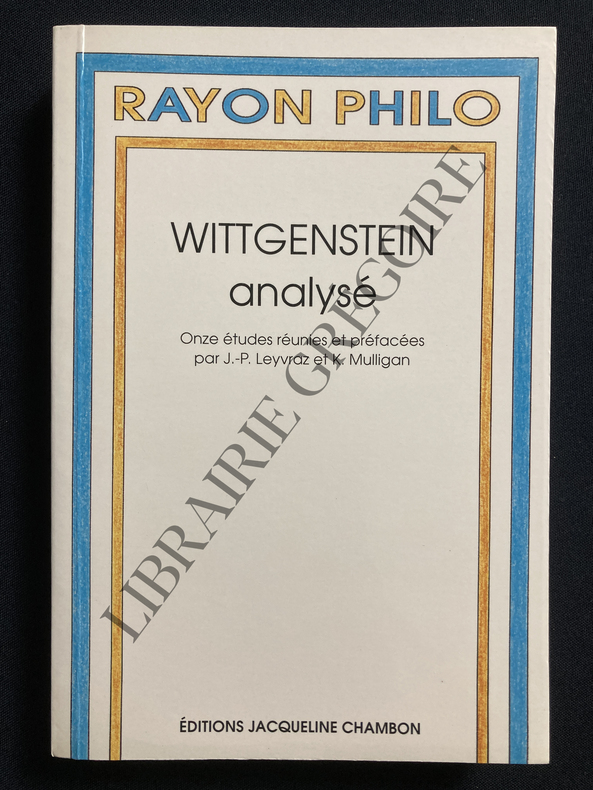 RAYON PHILO
WITTGENSTEIN
analysé
Onze études réunies et préfacées
par J.-P. Leyvraz et K. Mulligan
LIBRAIRIE GREGOIRE
ÉDITIONS JACQUELINE CHAMBON